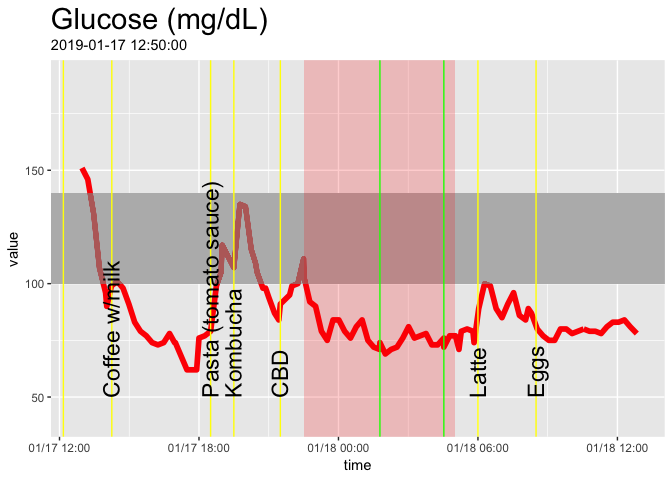 Glucose (mg/dL)
2019-01-17 12:50:00
value
150
100
50
Coffee w/milk
Pasta (tomato sauce)
Kombucha
CBD
Latte
Eggs
01/17 12:00
01/17 18:00
01/18 00:00
01/18 06:00
01/18 12:00
time